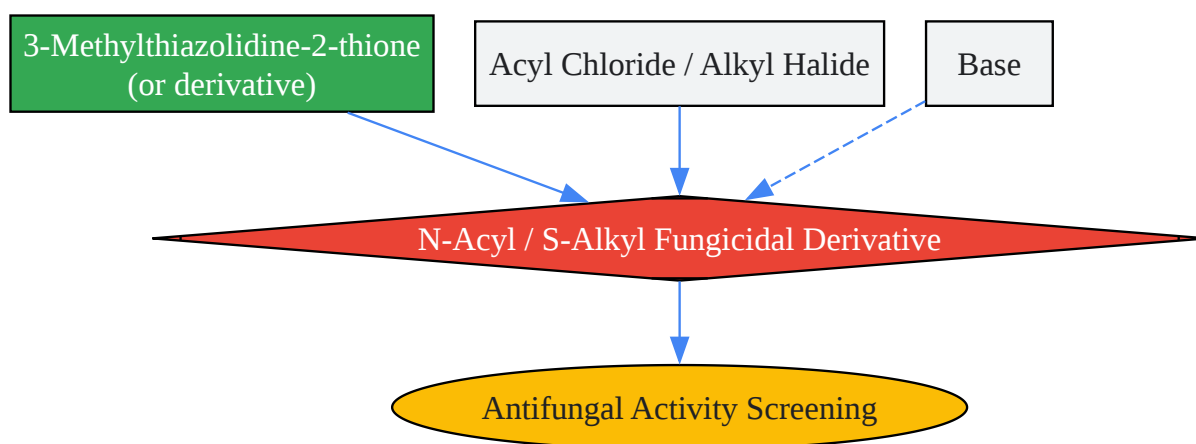 3-Methylthiazolidine-2-thione
(or derivative)
Acyl Chloride / Alkyl Halide
Base
N-Acyl / S-Alkyl Fungicidal Derivative
Antifungal Activity Screening